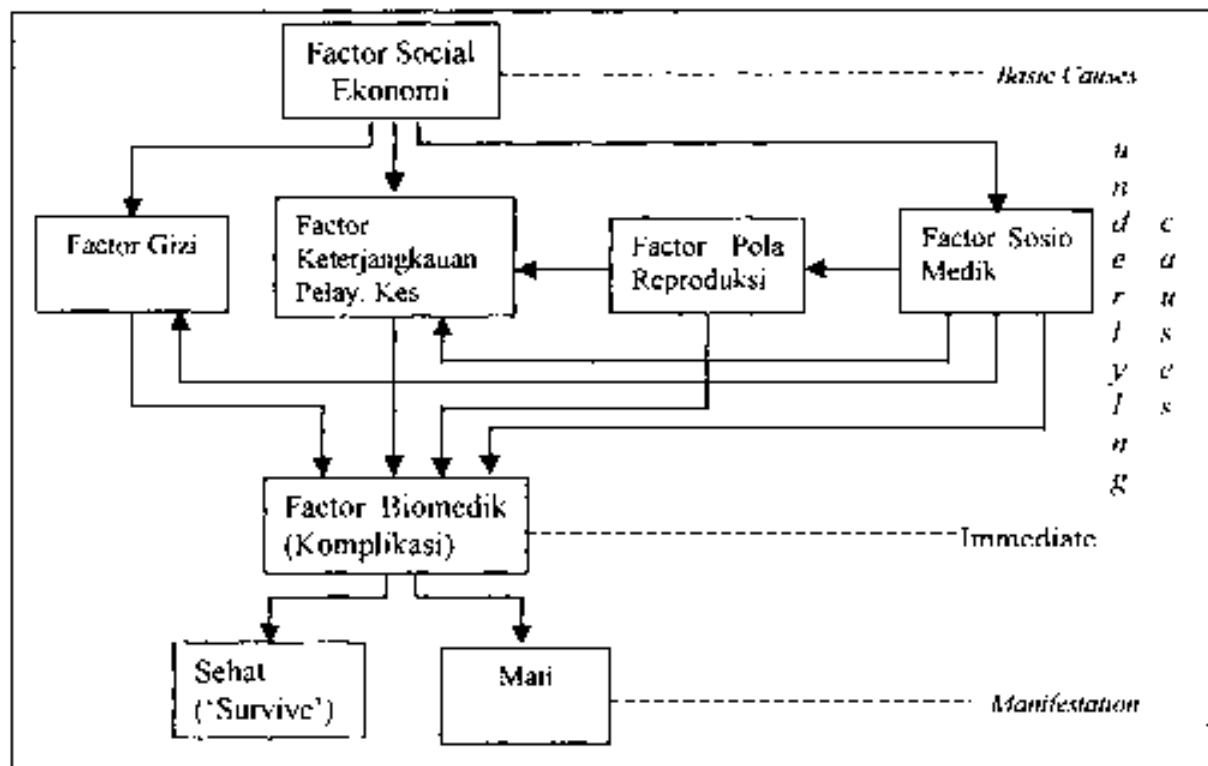 Factor Social
Ekonomi
Basic Causes
Factor Gizi
Factor
Keterjangkauan
Pelay. Kes
Factor Pola
Reproduksi
Factor Sosio
Medik
underlyIng
causes
Factor Biomedik
(Komplikasi)
Immediate
Sehat
('Survive')
Mati
Manifestation